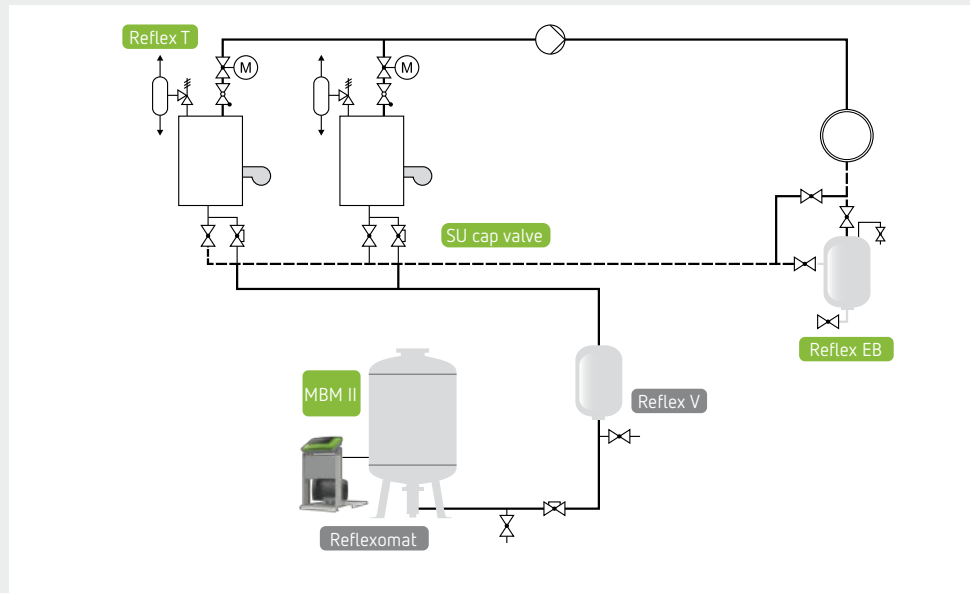 Reflex T
M
M
SU cap valve
Reflex EB
MBM II
Reflex V
Reflexomat